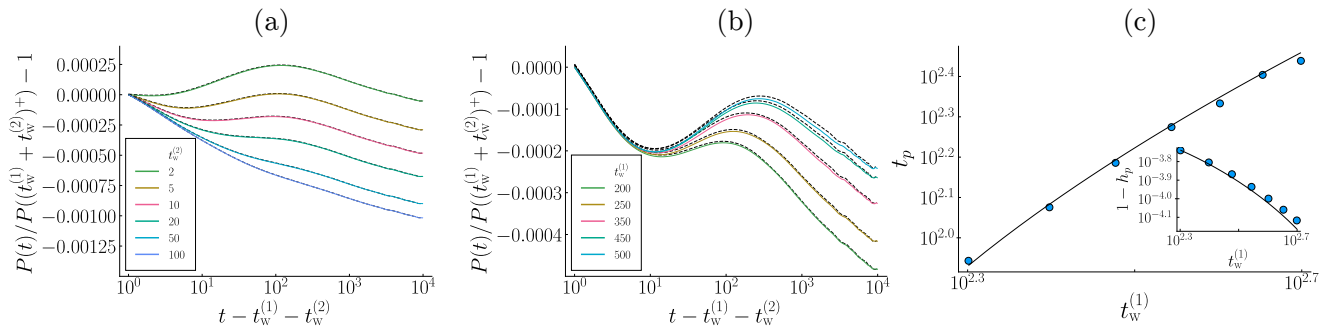 (a)
P(t)/P((t_w^(1) + t_w^(2))^+) − 1
0.00025
0.00000
−0.00025
−0.00050
−0.00075
−0.00100
−0.00125
t_w^(2)
2
5
10
20
50
100
10^0 10^1 10^2 10^3 10^4
t − t_w^(1) − t_w^(2)
(b)
P(t)/P((t_w^(1) + t_w^(2))^+) − 1
0.0000
−0.0001
−0.0002
−0.0003
−0.0004
t_w^(1)
200
250
350
450
500
10^0 10^1 10^2 10^3 10^4
t − t_w^(1) − t_w^(2)
(c)
t_p
10^2.4
10^2.3
10^2.2
10^2.1
10^2.0
10^2.3 10^2.7
t_w^(1)
1 − h_p
10^−3.8
10^−3.9
10^−4.0
10^−4.1
10^2.3 10^2.7
t_w^(1)